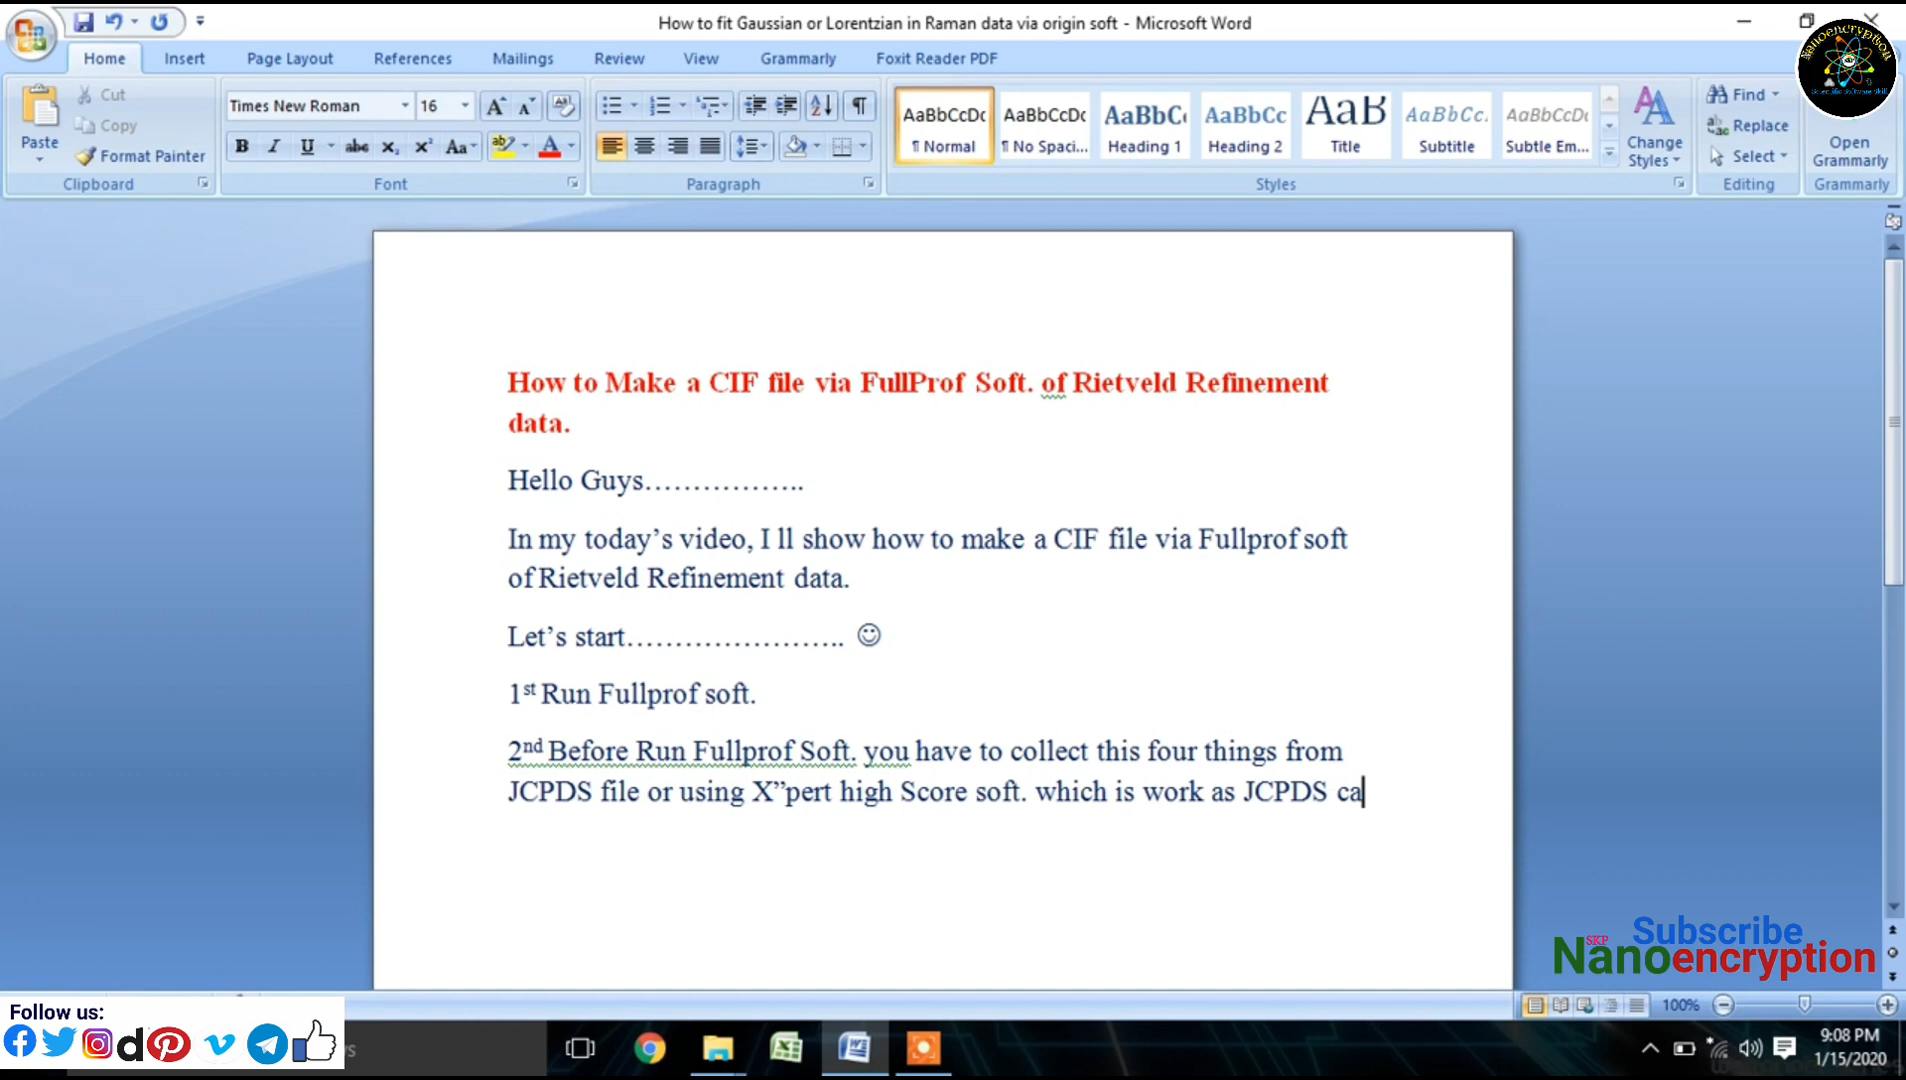 How to fit Gaussian or Lorentzian in Raman data via origin soft - Microsoft Word
Home Insert Page Layout References Mailings Review View Grammarly Foxit Reader PDF
Nanoencryption
Paste
Cut
Copy
Format Painter
Clipboard
Times New Roman 16
Font
Paragraph
AaBbCcDc AaBbCcDc AaBbC AaBbCc AaB AaBbCc. AaBbCcDi
¶ Normal ¶ No Spaci... Heading 1 Heading 2 Title Subtitle Subtle Em...
Change Styles
Styles
Find
Replace
Select
Editing
Open Grammarly
Grammarly
How to Make a CIF file via FullProf Soft. of Rietveld Refinement
data.
Hello Guys……………..
In my today’s video, I ll show how to make a CIF file via Fullprof soft
of Rietveld Refinement data.
Let’s start………………….. ☺
1st Run Fullprof soft.
2nd Before Run Fullprof Soft. you have to collect this four things from
JCPDS file or using X”pert high Score soft. which is work as JCPDS ca
Subscribe
SKP
Nanoencryption
100%
Follow us:
9:08 PM
1/15/2020